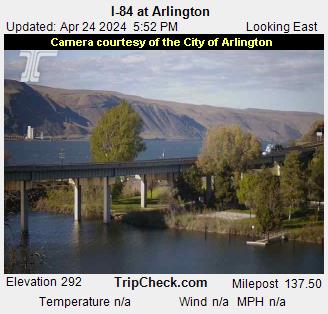 I-84 at Arlington
Updated: Apr 24 2024 5:52 PM Looking East
Camera courtesy of the City of Arlington
Elevation 292 TripCheck.com Milepost 137.50
Temperature n/a Wind n/a MPH n/a